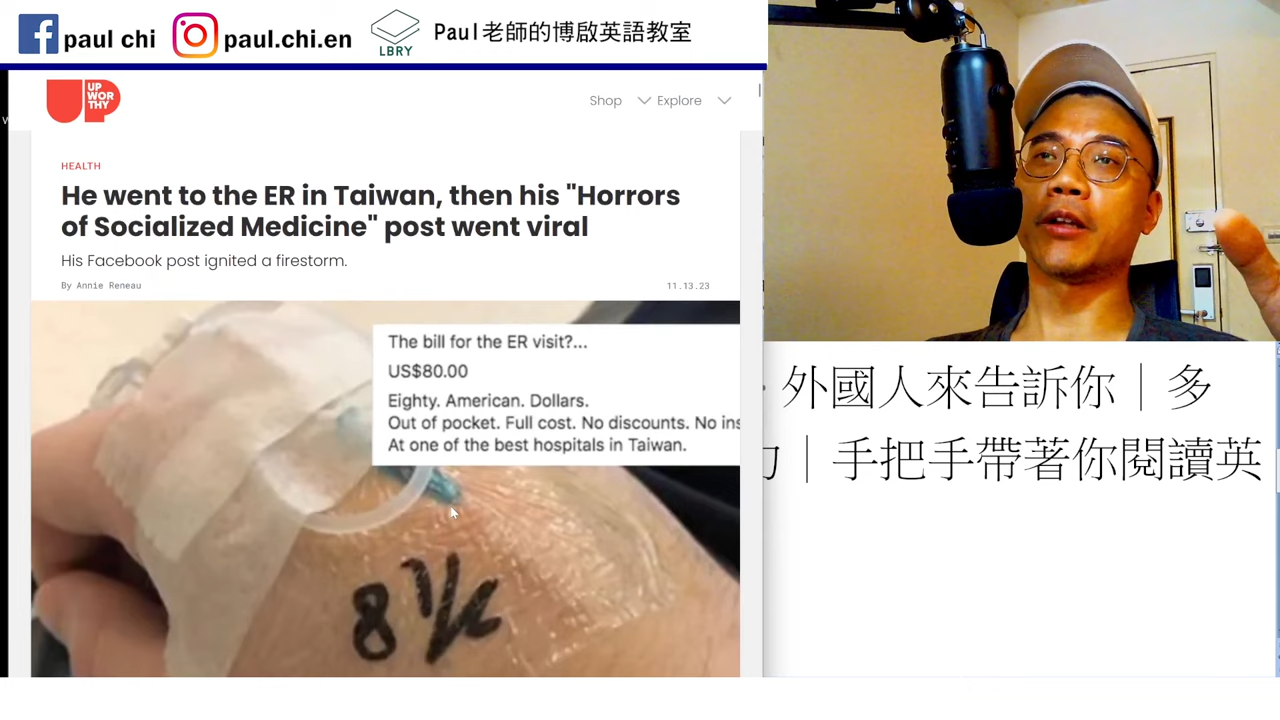 paul chi
paul.chi.en
LBRY
Paul老師的博啟英語教室
UP
WOR
THY
Shop
Explore
HEALTH
He went to the ER in Taiwan, then his "Horrors
of Socialized Medicine" post went viral
His Facebook post ignited a firestorm.
By Annie Reneau
11.13.23
The bill for the ER visit?...
US$80.00
Eighty. American. Dollars.
Out of pocket. Full cost. No discounts. No ins
At one of the best hospitals in Taiwan.
外國人來告訴你｜多
力｜手把手帶著你閱讀英